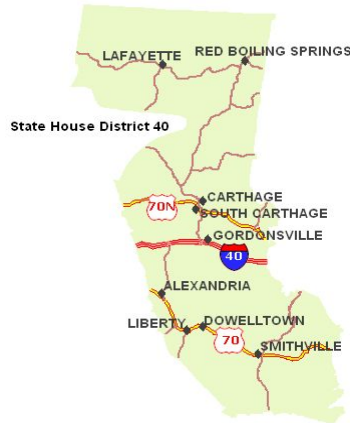 LAFAYETTE
RED BOILING SPRINGS
State House District 40
CARTHAGE
70N
SOUTH CARTHAGE
GORDONSVILLE
40
ALEXANDRIA
LIBERTY
DOWELLTOWN
70
SMITHVILLE